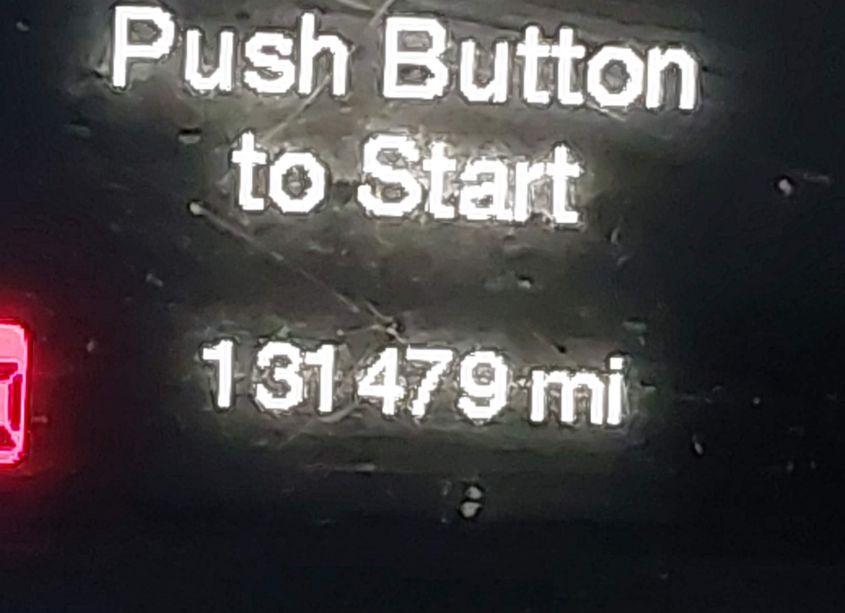 Push Button
to Start
131479 mi